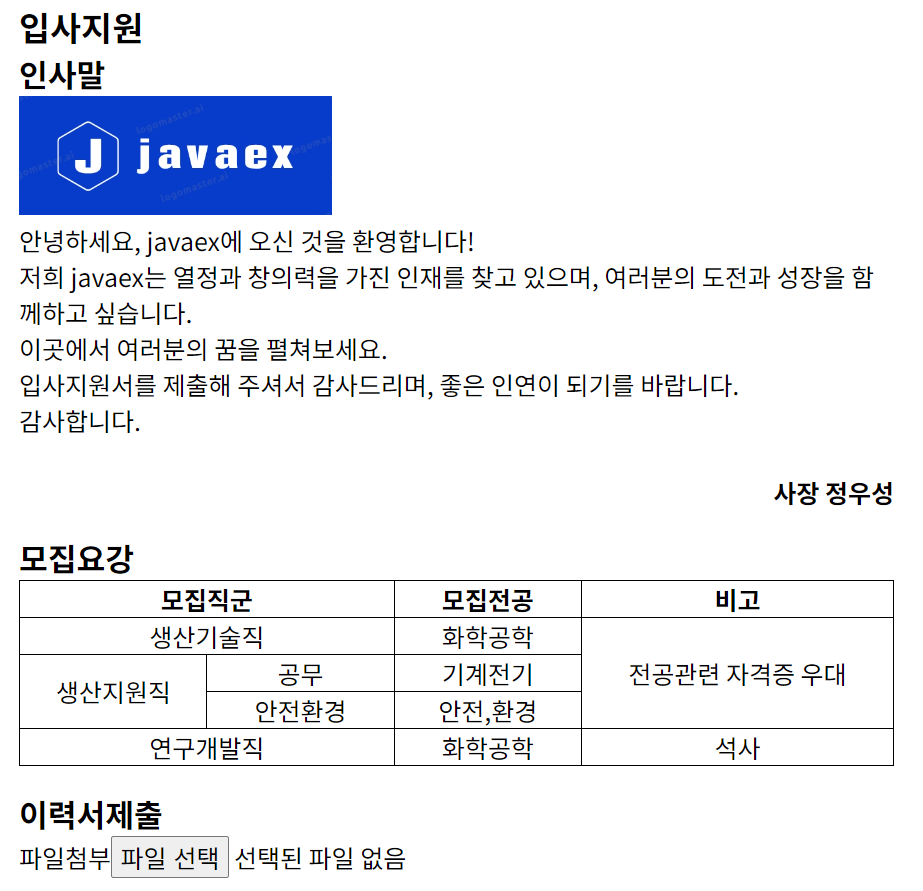 입사지원
인사말
logomaster.ai
J javaex
logomaster.ai
안녕하세요, javaex에 오신 것을 환영합니다!
저희 javaex는 열정과 창의력을 가진 인재를 찾고 있으며, 여러분의 도전과 성장을 함
께하고 싶습니다.
이곳에서 여러분의 꿈을 펼쳐보세요.
입사지원서를 제출해 주셔서 감사드리며, 좋은 인연이 되기를 바랍니다.
감사합니다.
사장 정우성
모집요강
모집직군 모집전공 비고
생산기술직 화학공학 전공관련 자격증 우대
생산지원직 공무 기계전기
안전환경 안전,환경
연구개발직 화학공학 석사
이력서제출
파일첨부 파일 선택 선택된 파일 없음